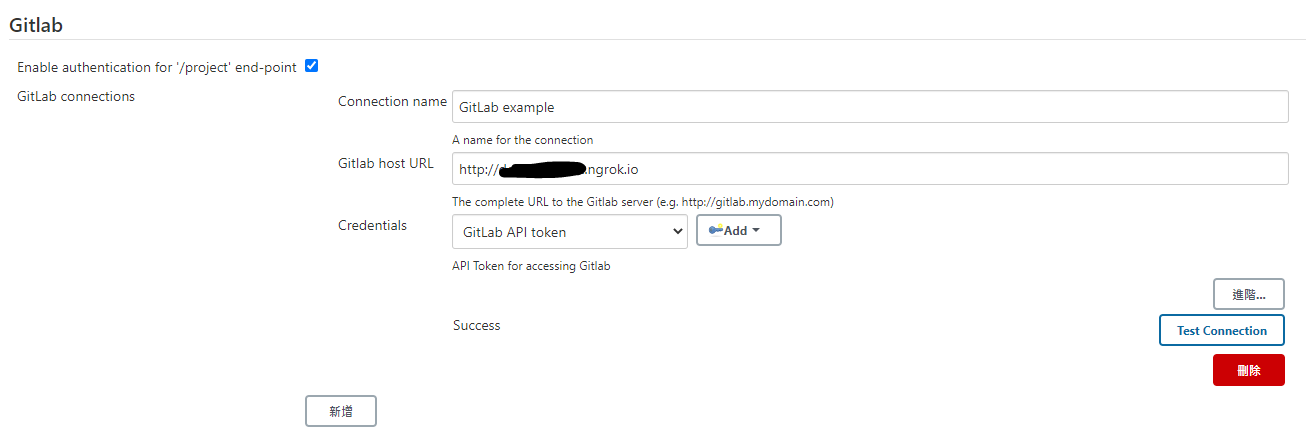 Gitlab
Enable authentication for '/project' end-point
GitLab connections
Connection name
GitLab example
A name for the connection
Gitlab host URL
http://.ngrok.io
The complete URL to the Gitlab server (e.g. http://gitlab.mydomain.com)
Credentials
GitLab API token
Add
API Token for accessing Gitlab
進階...
Success
Test Connection
刪除
新增